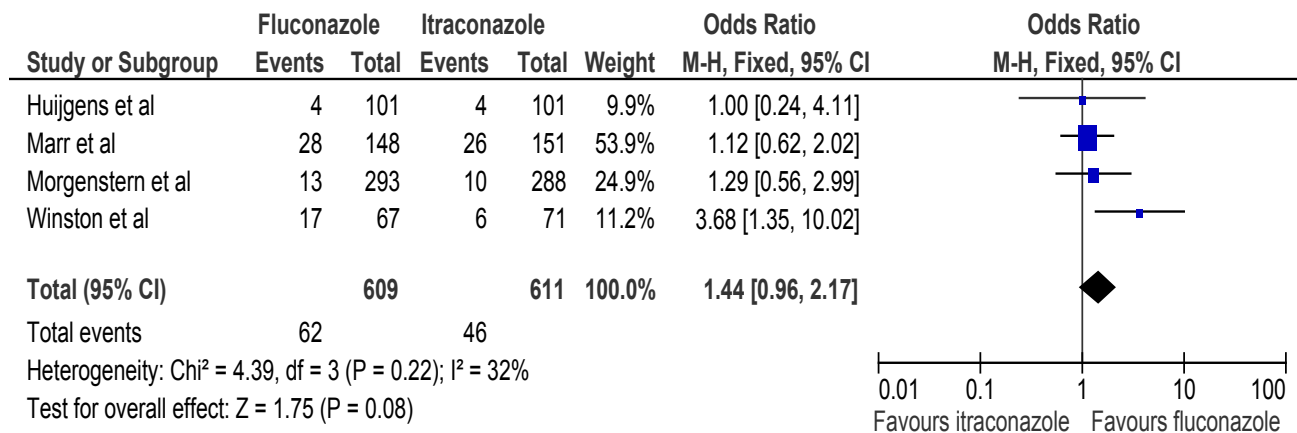 Fluconazole Itraconazole Odds Ratio Odds Ratio
Study or Subgroup Events Total Events Total Weight M-H, Fixed, 95% CI M-H, Fixed, 95% CI
Huijgens et al 4 101 4 101 9.9% 1.00 [0.24, 4.11]
Marr et al 28 148 26 151 53.9% 1.12 [0.62, 2.02]
Morgenstern et al 13 293 10 288 24.9% 1.29 [0.56, 2.99]
Winston et al 17 67 6 71 11.2% 3.68 [1.35, 10.02]
Total (95% CI) 609 611 100.0% 1.44 [0.96, 2.17]
Total events 62 46
Heterogeneity: Chi² = 4.39, df = 3 (P = 0.22); I² = 32%
Test for overall effect: Z = 1.75 (P = 0.08)
0.01 0.1 1 10 100
Favours itraconazole Favours fluconazole